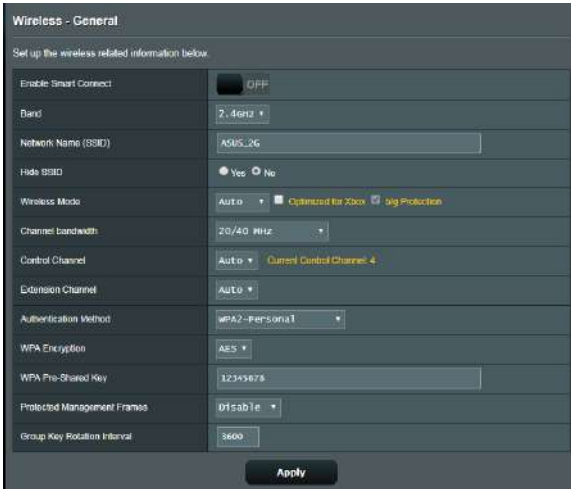 Wireless - General
Set up the wireless related information below.
Enable Smart Connect OFF
Band 2.4GHz
Network Name (SSID) ASUS_2G
Hide SSID Yes No
Wireless Mode Auto Optimized for Xbox b/g Protection
Channel bandwidth 20/40 MHz
Control Channel Auto Current Control Channel: 4
Extension Channel Auto
Authentication Method WPA2-Personal
WPA Encryption AES
WPA Pre-Shared Key 12345678
Protected Management Frames Disable
Group Key Rotation Interval 3600
Apply